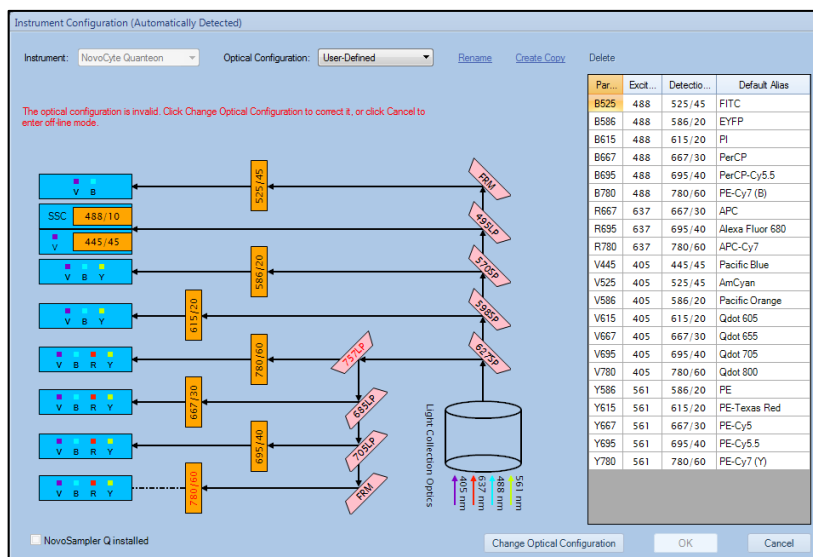 Instrument Configuration (Automatically Detected)
Instrument: NovoCyte Quanteon Optical Configuration: User-Defined Rename Create Copy Delete
The optical configuration is invalid. Click Change Optical Configuration to correct it, or click Cancel to
enter off-line mode.
V B
525/45
FRM
SSC 488/10
V 445/45
495LP
V B Y
586/20
570SP
V B Y
615/20
598SP
V B R Y
780/60
757LP
627SP
V B R Y
667/30
685LP
V B R Y
695/40
705LP
V B R Y
780/60
FRM
Light Collection Optics
405 nm
637 nm
488 nm
561 nm
Par... Excit... Detectio... Default Alias
B525 488 525/45 FITC
B586 488 586/20 EYFP
B615 488 615/20 PI
B667 488 667/30 PerCP
B695 488 695/40 PerCP-Cy5.5
B780 488 780/60 PE-Cy7 (B)
R667 637 667/30 APC
R695 637 695/40 Alexa Fluor 680
R780 637 780/60 APC-Cy7
V445 405 445/45 Pacific Blue
V525 405 525/45 AmCyan
V586 405 586/20 Pacific Orange
V615 405 615/20 Qdot 605
V667 405 667/30 Qdot 655
V695 405 695/40 Qdot 705
V780 405 780/60 Qdot 800
Y586 561 586/20 PE
Y615 561 615/20 PE-Texas Red
Y667 561 667/30 PE-Cy5
Y695 561 695/40 PE-Cy5.5
Y780 561 780/60 PE-Cy7 (Y)
NovoSampler Q installed
Change Optical Configuration OK Cancel